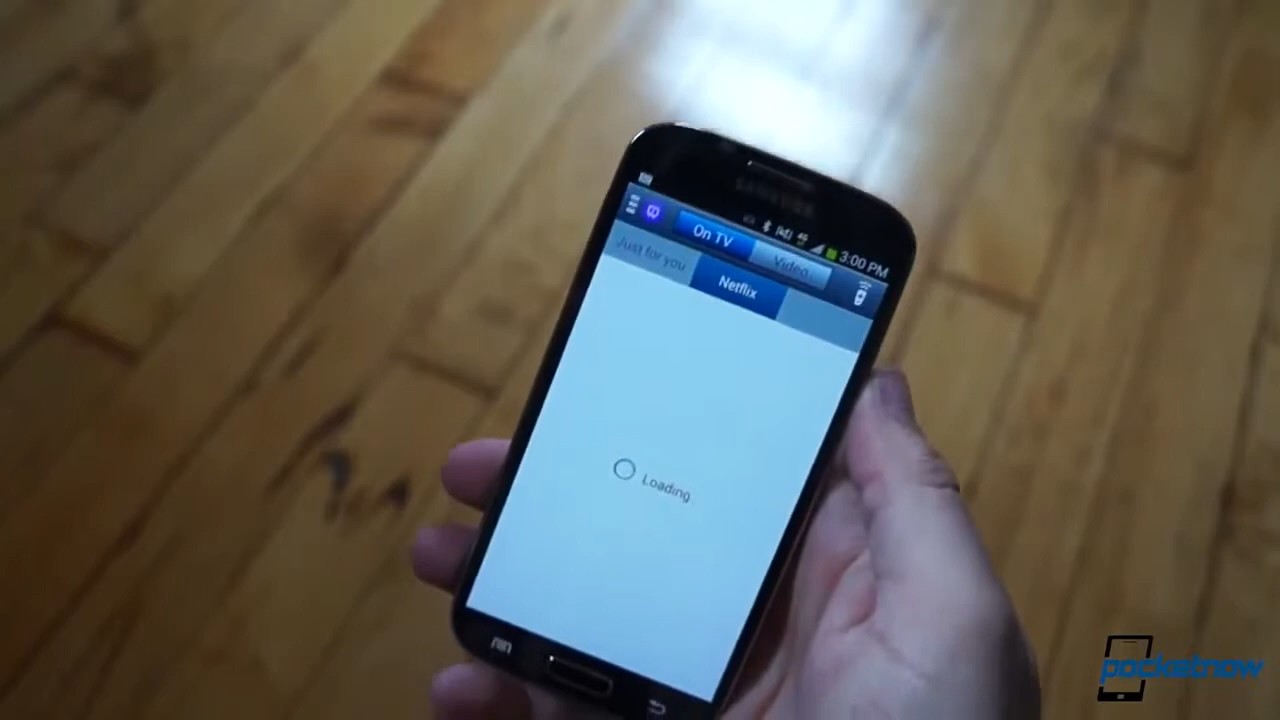 SAMSUNG
3:00 PM
On TV
Video
Just for you
Netflix
Loading
pocketnow